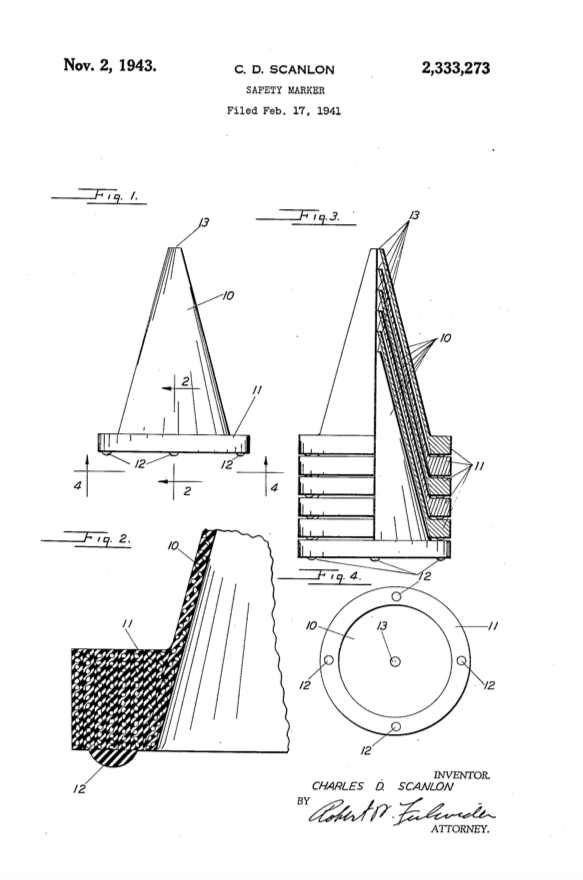 Nov. 2, 1943.
C. D. SCANLON
2,333,273
SAFETY MARKER
Filed Feb. 17, 1941
Fig. 1.
13
10
2
11
12
12
4
2
4
Fig. 3.
13
10
11
12
Fig. 2.
10
11
12
Fig. 4.
12
10
13
11
12
12
12
INVENTOR.
CHARLES D. SCANLON
BY
Robert W. Fulwider
ATTORNEY.